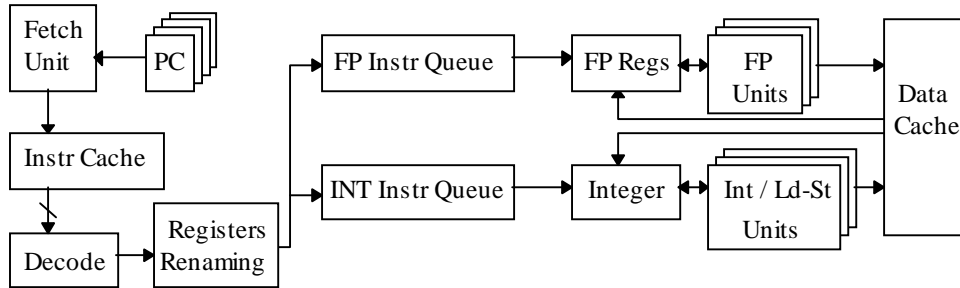 Fetch
Unit
PC
FP Instr Queue
FP Regs
FP
Units
Data
Cache
Instr Cache
INT Instr Queue
Integer
Int / Ld-St
Units
Decode
Registers
Renaming